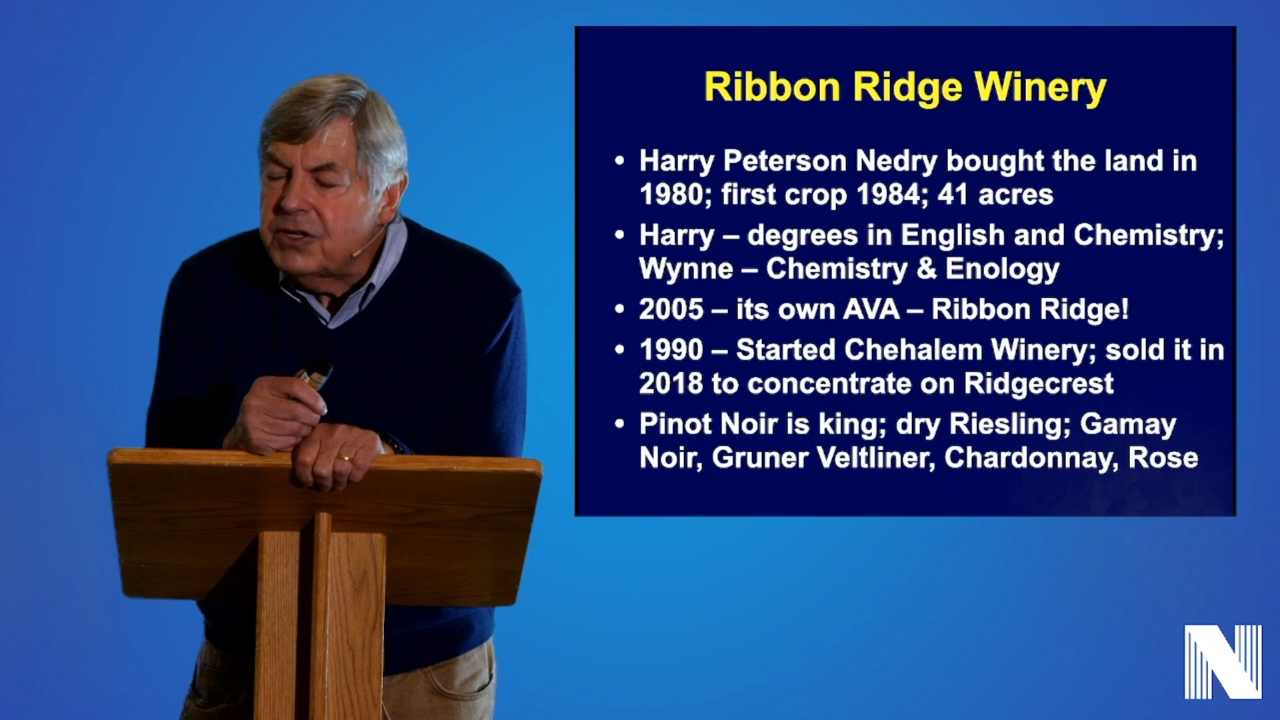 Ribbon Ridge Winery
• Harry Peterson Nedry bought the land in
1980; first crop 1984; 41 acres
• Harry – degrees in English and Chemistry;
Wynne – Chemistry & Enology
• 2005 – its own AVA – Ribbon Ridge!
• 1990 – Started Chehalem Winery; sold it in
2018 to concentrate on Ridgecrest
• Pinot Noir is king; dry Riesling; Gamay
Noir, Gruner Veltliner, Chardonnay, Rose
N